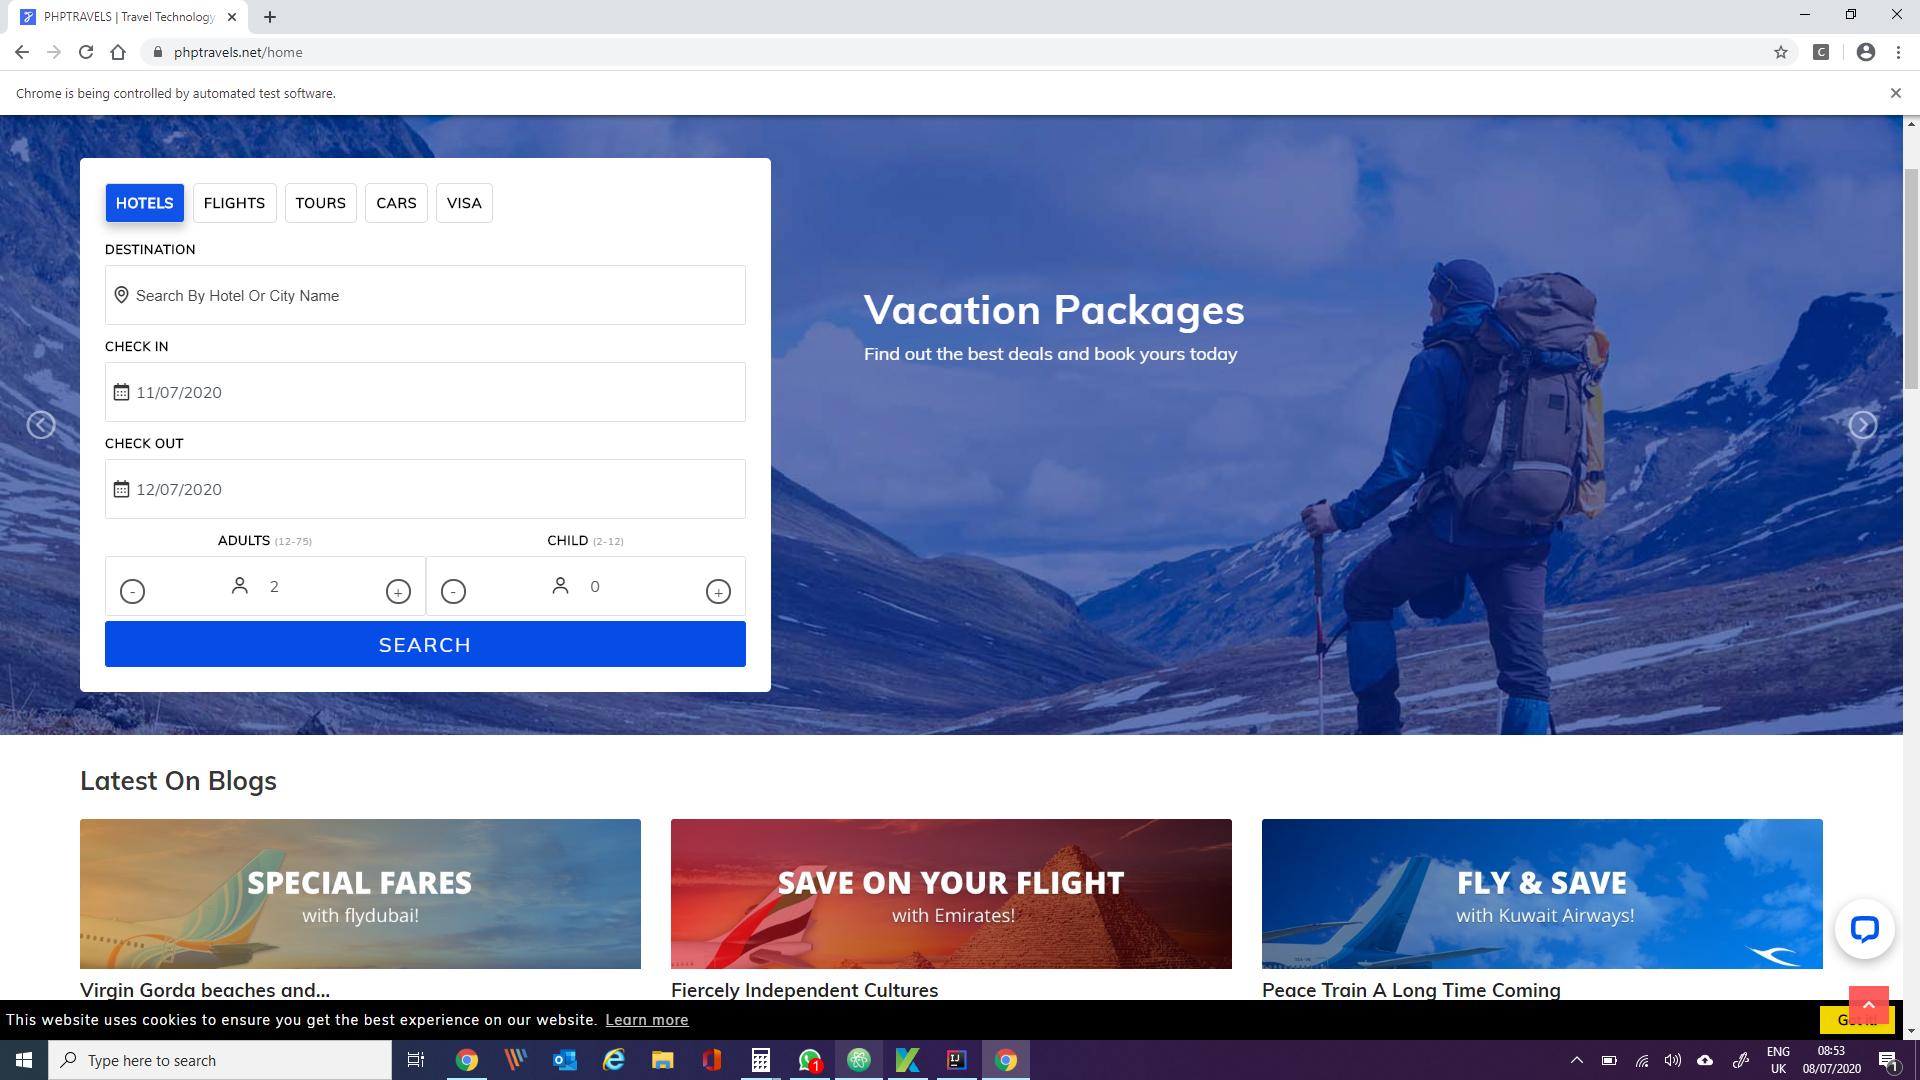 PHPTRAVELS | Travel Technology
phptravels.net/home
Chrome is being controlled by automated test software.
HOTELS FLIGHTS TOURS CARS VISA
DESTINATION
Search By Hotel Or City Name
CHECK IN
11/07/2020
CHECK OUT
12/07/2020
ADULTS (12-75) CHILD (2-12)
- 2 + - 0 +
SEARCH
Vacation Packages
Find out the best deals and book yours today
Latest On Blogs
SPECIAL FARES
with flydubai!
SAVE ON YOUR FLIGHT
with Emirates!
FLY & SAVE
with Kuwait Airways!
Virgin Gorda beaches and...
Fiercely Independent Cultures
Peace Train A Long Time Coming
This website uses cookies to ensure you get the best experience on our website. Learn more
Got it!
Type here to search
1
ENG
UK
08:53
08/07/2020
1